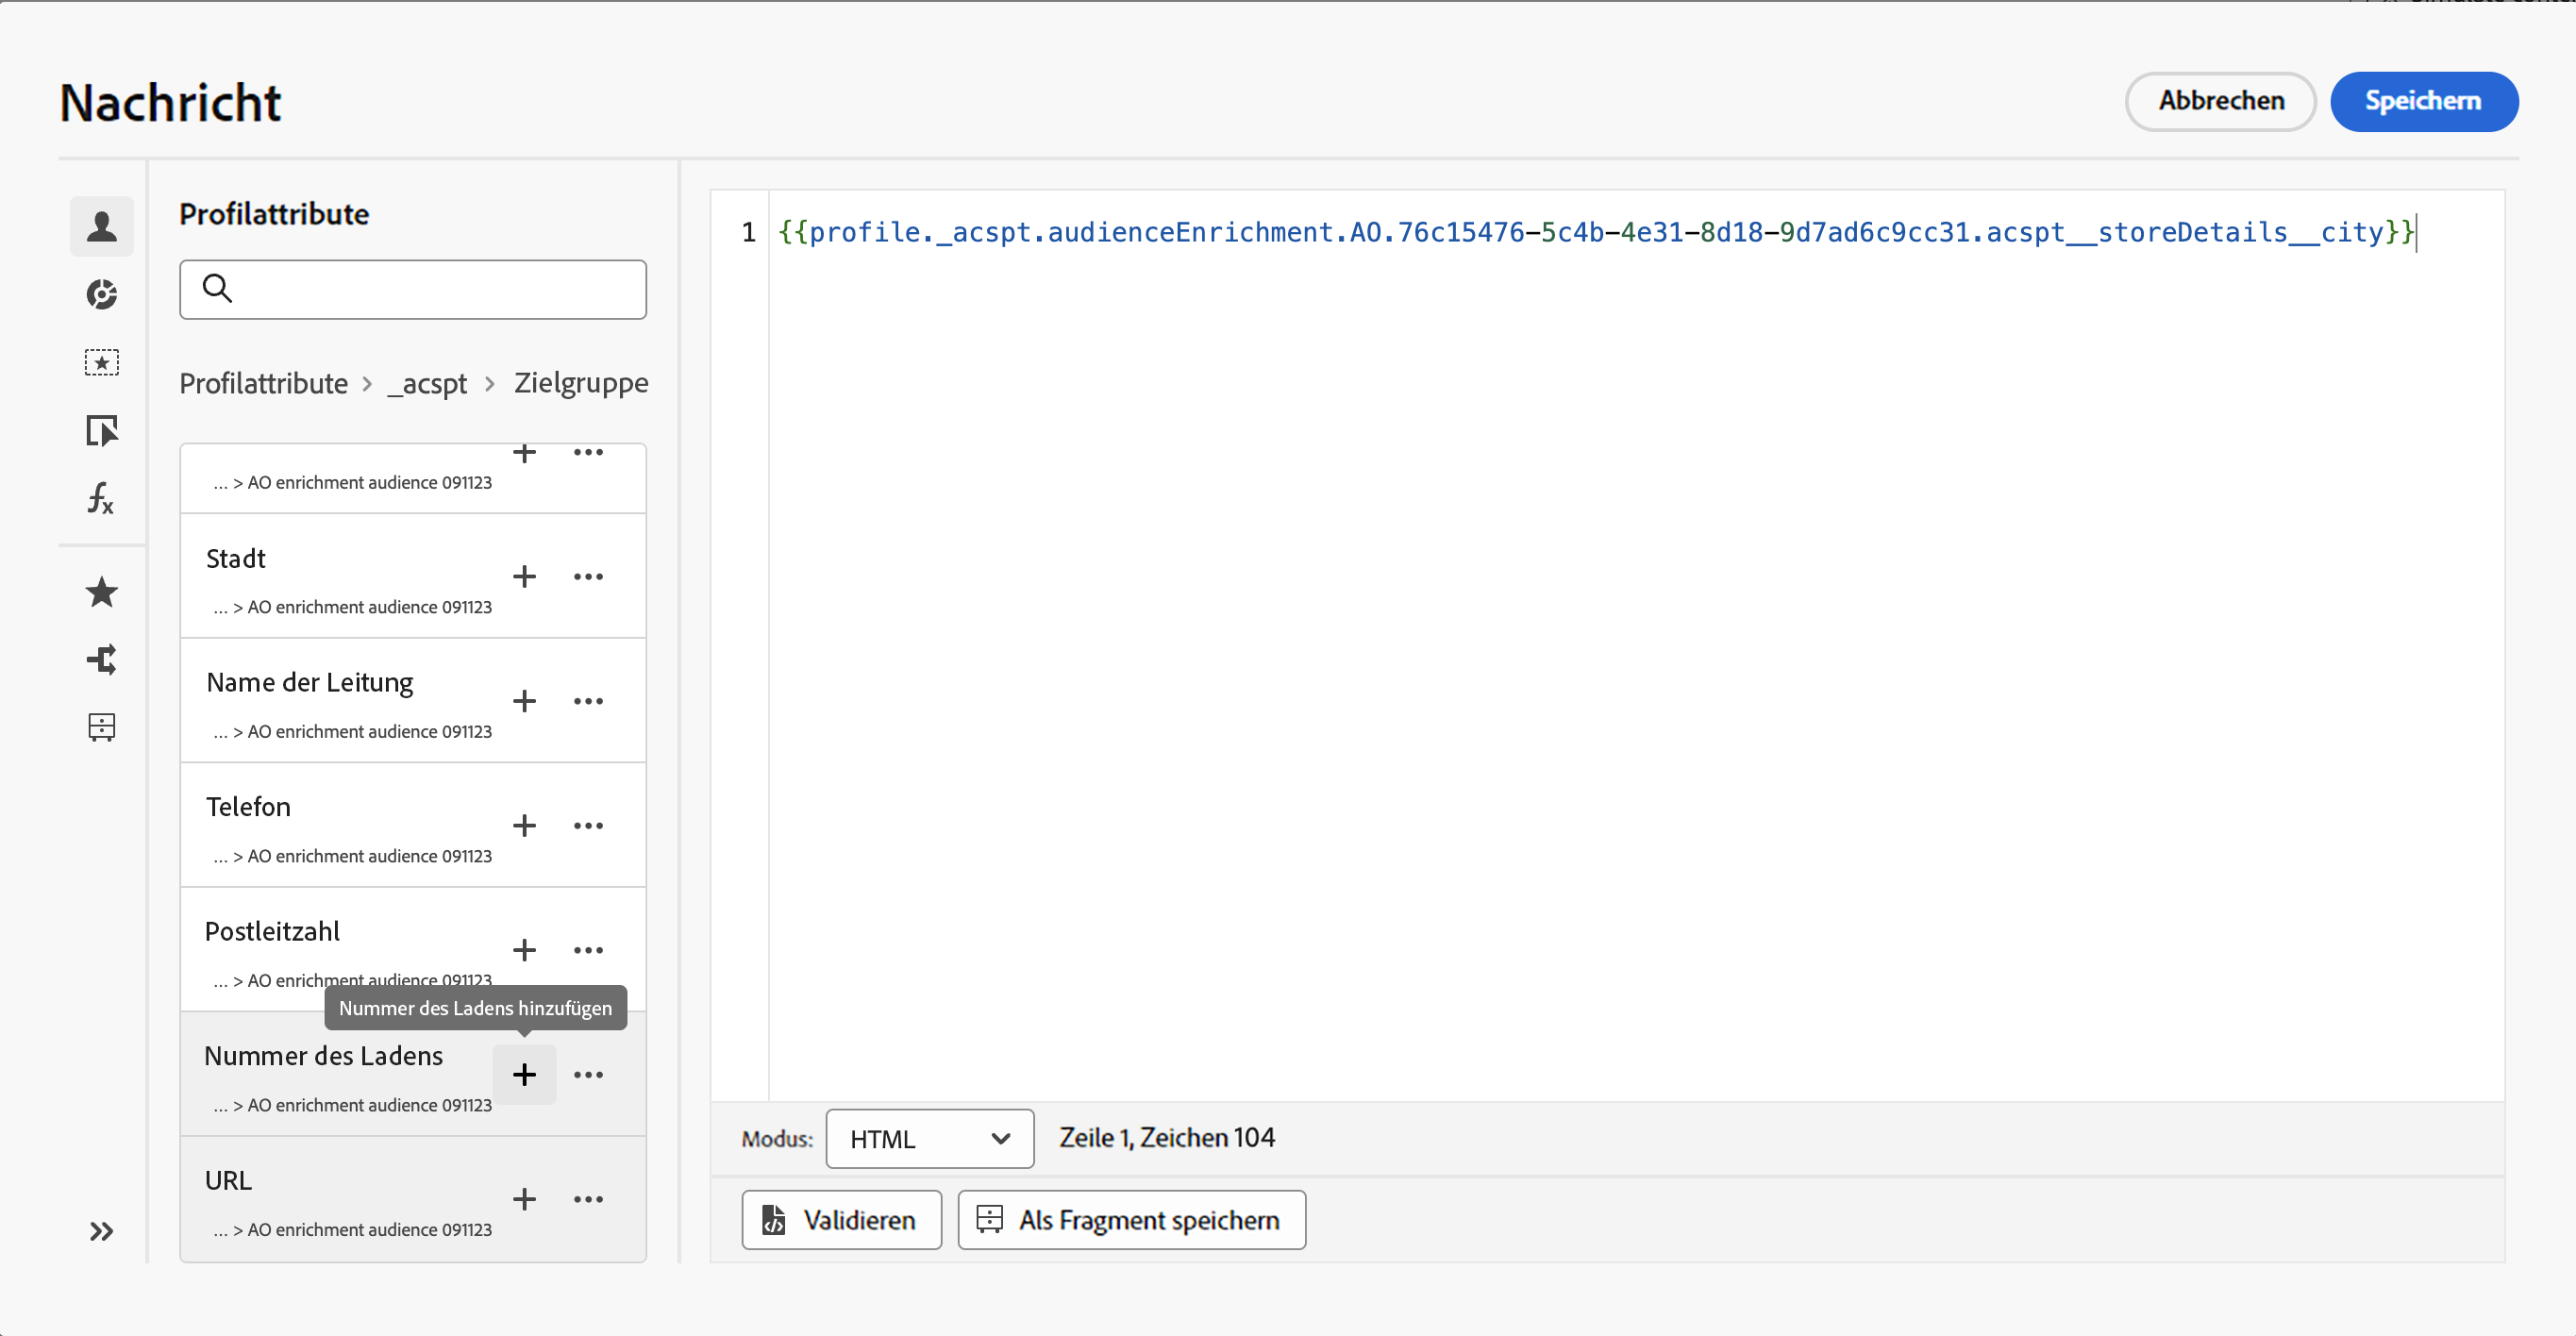 Nachricht
Abbrechen
Speichern
Profilattribute
Profilattribute > _acspt > Zielgruppe
... > AO enrichment audience 091123
Stadt
... > AO enrichment audience 091123
Name der Leitung
... > AO enrichment audience 091123
Telefon
... > AO enrichment audience 091123
Postleitzahl
... > AO enrichment audience 091123
Nummer des Ladens hinzufügen
Nummer des Ladens
... > AO enrichment audience 091123
URL
... > AO enrichment audience 091123
1 {{profile._acspt.audienceEnrichment.AO.76c15476-5c4b-4e31-8d18-9d7ad6c9cc31.acspt__storeDetails__city}}
Modus: HTML Zeile 1, Zeichen 104
Validieren
Als Fragment speichern